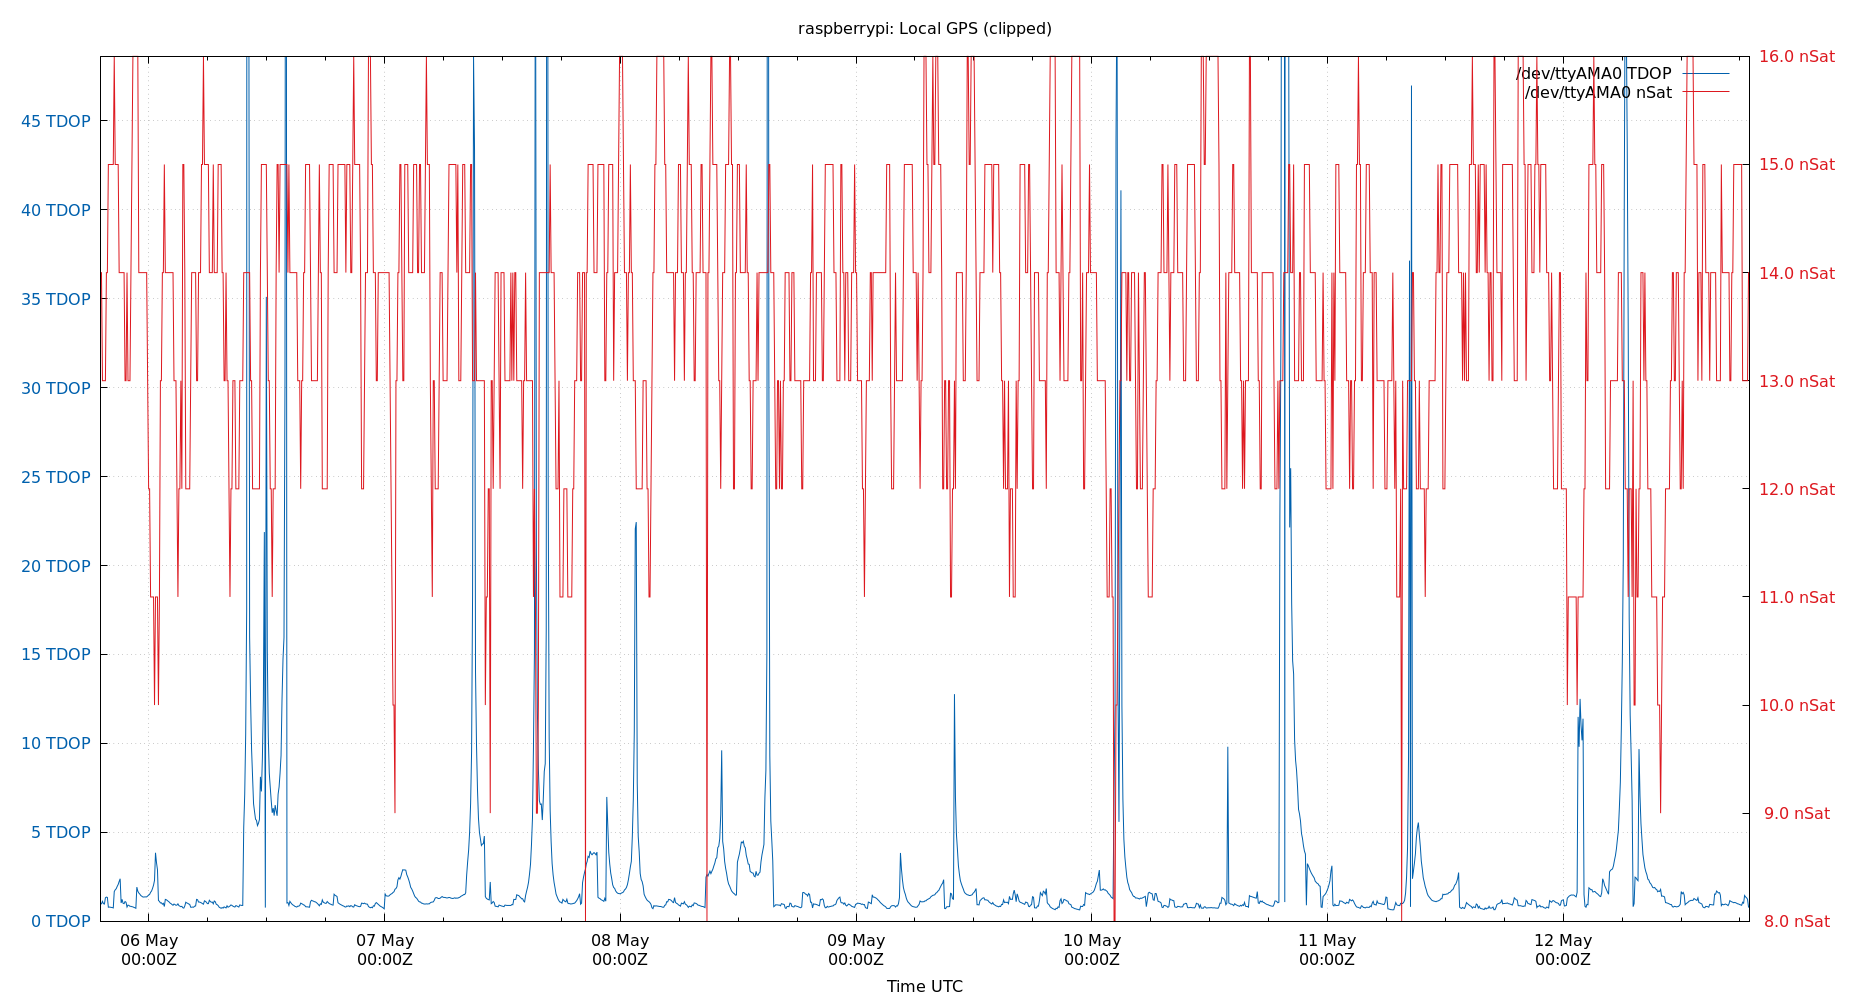 raspberrypi: Local GPS (clipped)
16.0 nSat
/dev/ttyAMA0 TDOP
/dev/ttyAMA0 nSat
45 TDOP
15.0 nSat
40 TDOP
14.0 nSat
35 TDOP
13.0 nSat
30 TDOP
12.0 nSat
25 TDOP
20 TDOP
11.0 nSat
15 TDOP
10.0 nSat
10 TDOP
9.0 nSat
5 TDOP
0 TDOP
8.0 nSat
06 May 07 May 08 May 09 May 10 May 11 May 12 May
00:00Z 00:00Z 00:00Z 00:00Z 00:00Z 00:00Z 00:00Z
Time UTC